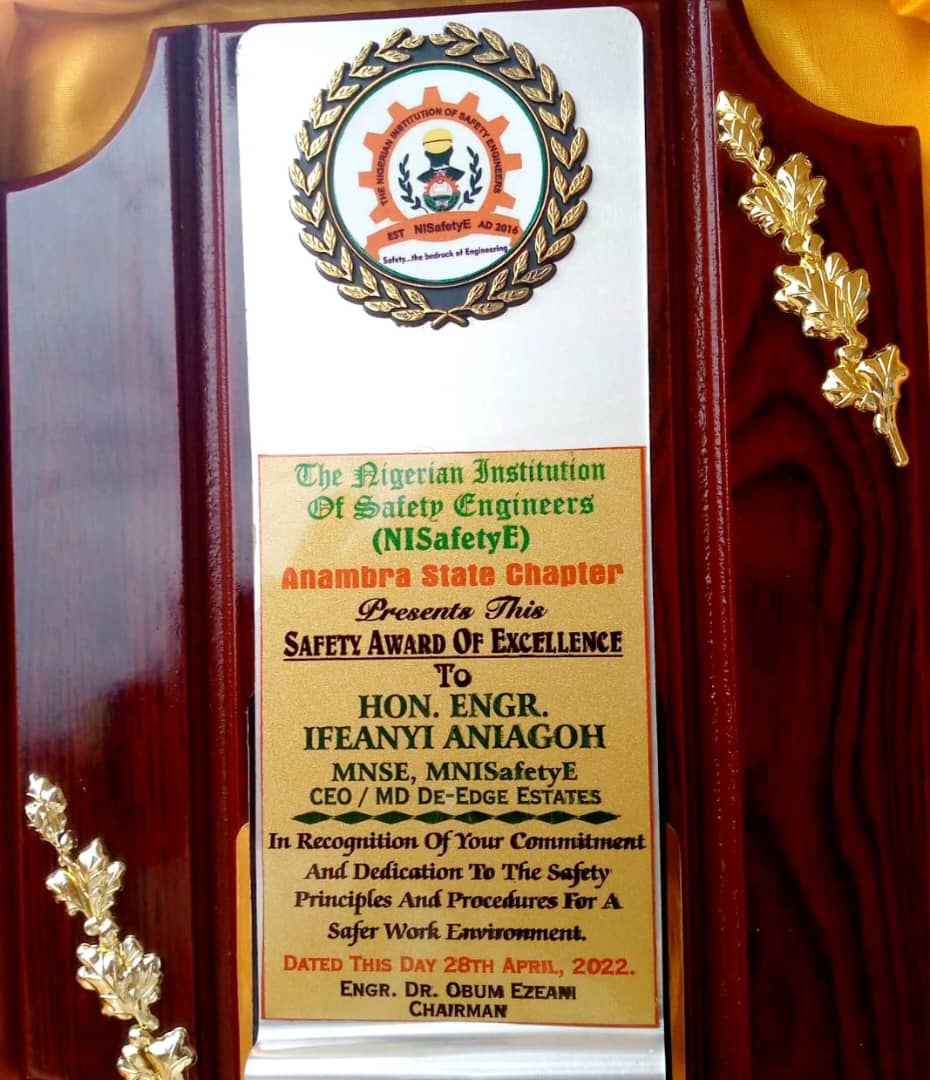 THE NIGERIAN INSTITUTION OF SAFETY ENGINEERS
EST NISafetyE AD 2016
Safety...the bedrock of Engineering
The Nigerian Institution
Of Safety Engineers
(NISafetyE)
Anambra State Chapter
Presents This
SAFETY AWARD OF EXCELLENCE
To
HON. ENGR.
IFEANYI ANIAGOH
MNSE, MNISafetyE
CEO / MD DE-EDGE ESTATES
In Recognition Of Your Commitment
And Dedication To The Safety
Principles And Procedures For A
Safer Work Environment.
DATED THIS DAY 28TH APRIL, 2022.
ENGR. DR. OBUM EZEANI
CHAIRMAN